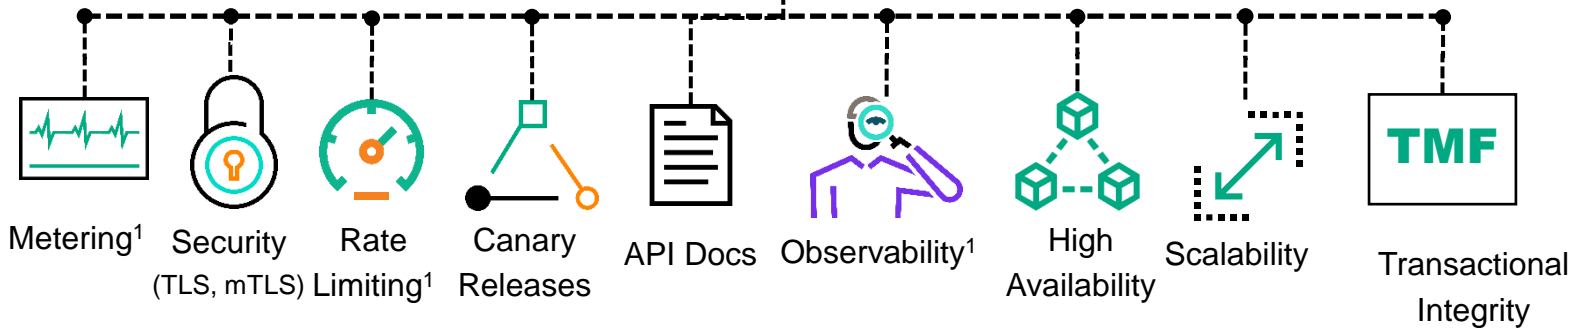 TMF
Metering¹
Security
(TLS, mTLS)
Rate
Limiting¹
Canary
Releases
API Docs
Observability¹
High
Availability
Scalability
Transactional
Integrity